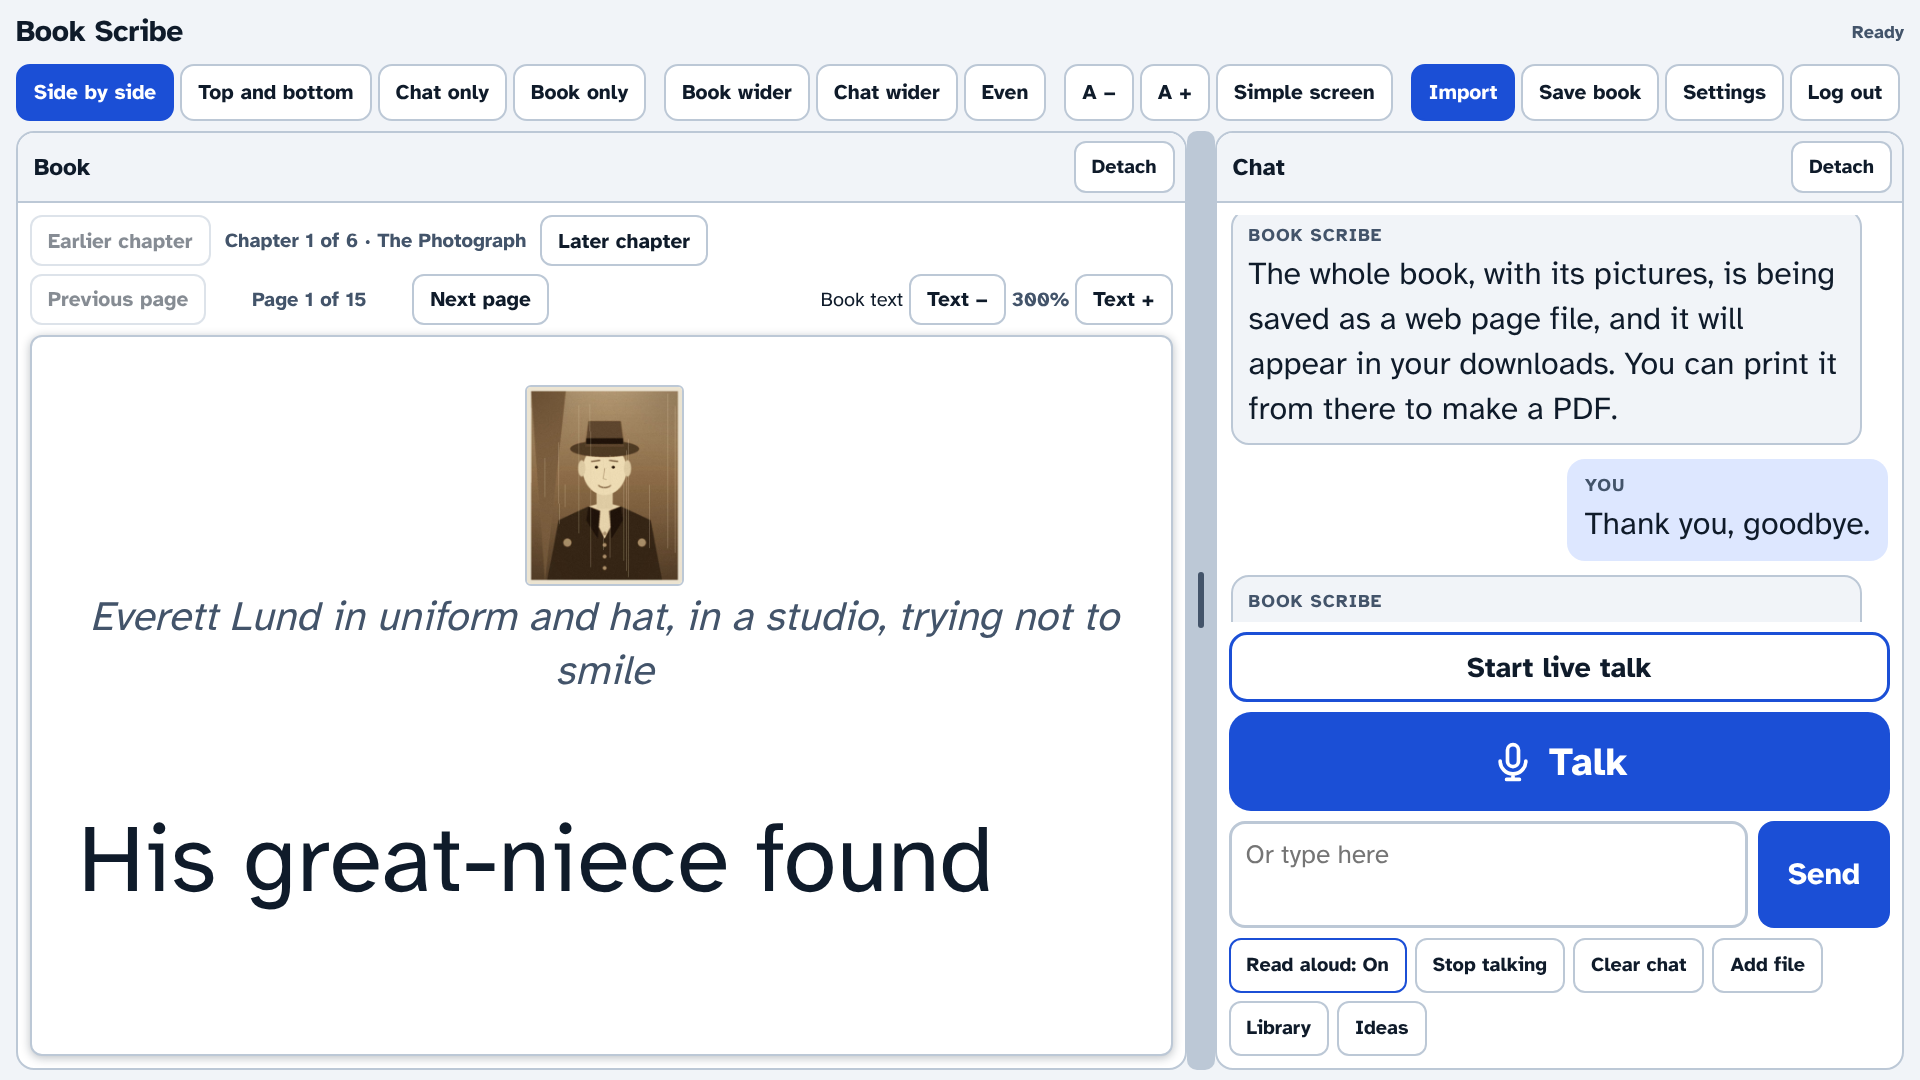 Book Scribe
Ready
Side by side
Top and bottom
Chat only
Book only
Book wider
Chat wider
Even
A –
A +
Simple screen
Import
Save book
Settings
Log out
Book
Detach
Earlier chapter
Chapter 1 of 6 · The Photograph
Later chapter
Previous page
Page 1 of 15
Next page
Book text
Text –
300%
Text +
Everett Lund in uniform and hat, in a studio, trying not to
smile
His great-niece found
Chat
Detach
BOOK SCRIBE
The whole book, with its pictures, is being
saved as a web page file, and it will
appear in your downloads. You can print it
from there to make a PDF.
YOU
Thank you, goodbye.
BOOK SCRIBE
Start live talk
Talk
Or type here
Send
Read aloud: On
Stop talking
Clear chat
Add file
Library
Ideas